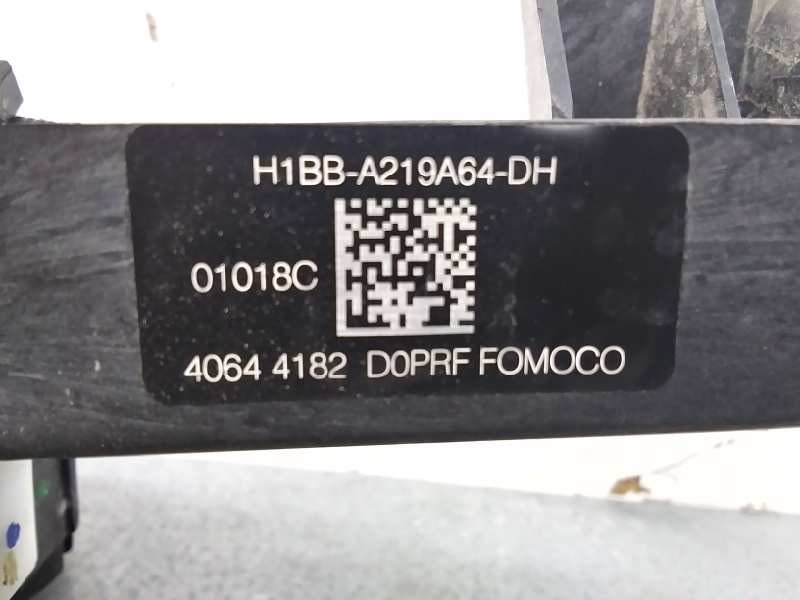 H1BB-A219A64-DH
01018C
4064 4182 D0PRF FOMOCO